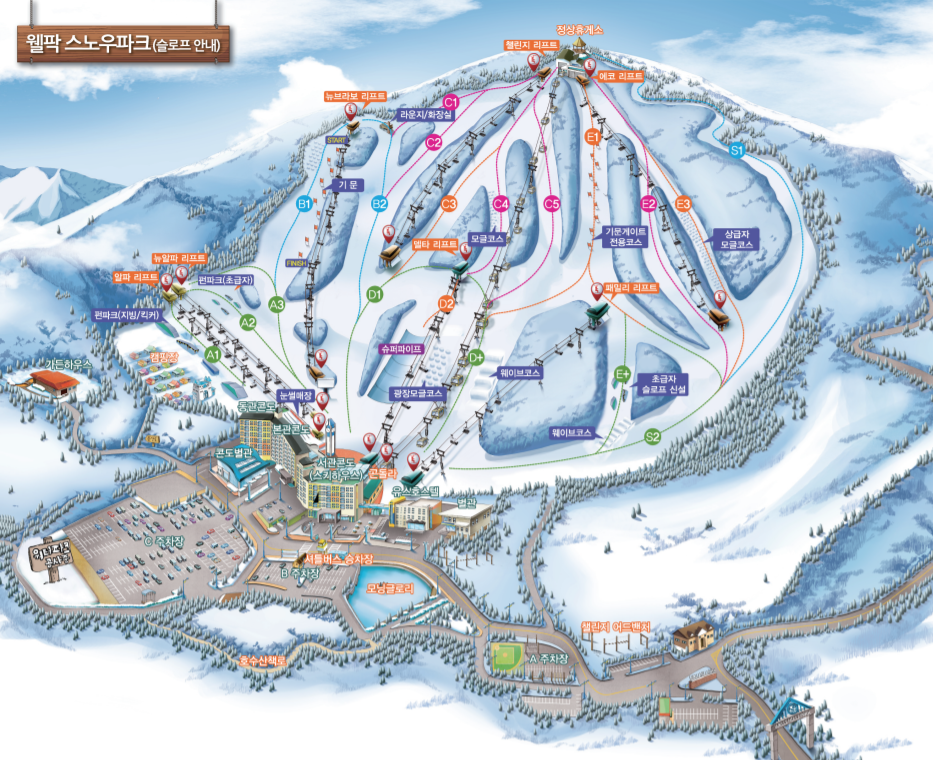 웰팍 스노우파크(슬로프 안내)
정상휴게소
챌린지 리프트
에코 리프트
뉴브라보 리프트
라운지/화장실
C1
C2
START
E1
S1
기 문
B1
B2
C3
C4
C5
E2
E3
모글코스
기문게이트
전용코스
상급자
모글코스
델타 리프트
FINISH
뉴알파 리프트
알파 리프트
펀파크(초급자)
펀파크(지빙/킥커)
A3
A2
A1
D1
D2
패밀리 리프트
슈퍼파이프
D+
웨이브코스
E+
초급자
슬로프 신설
광장모글코스
웨이브코스
S2
캠핑장
가든하우스
눈썰매장
동관콘도
본관콘도
콘도별관
서관콘도
(스키하우스)
곤돌라
유스호스텔
별관
C 주차장
워터피크
공사중
셔틀버스 승차장
B 주차장
모닝글로리
호수산책로
챌린지 어드벤처
A 주차장